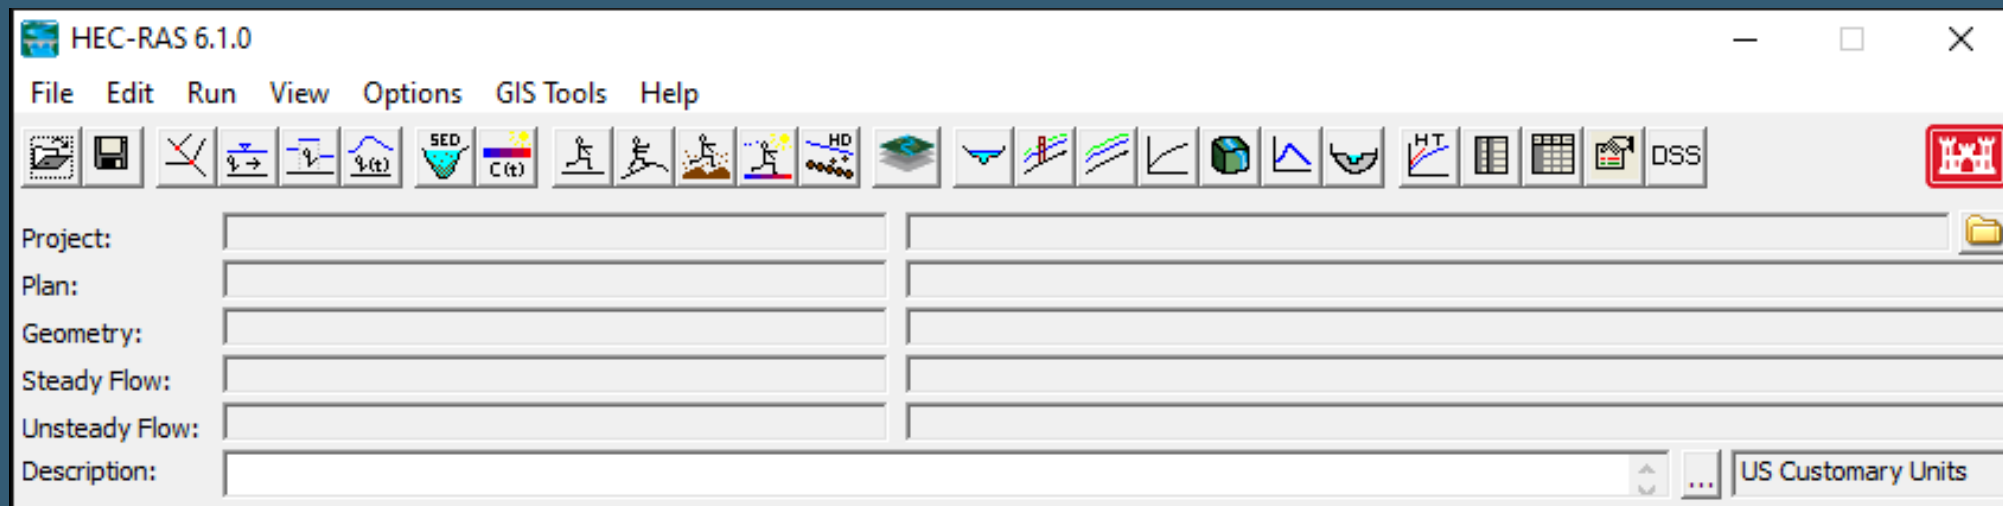 HEC-RAS 6.1.0
File Edit Run View Options GIS Tools Help
SED C(t) HD HT DSS
Project:
Plan:
Geometry:
Steady Flow:
Unsteady Flow:
Description: ... US Customary Units